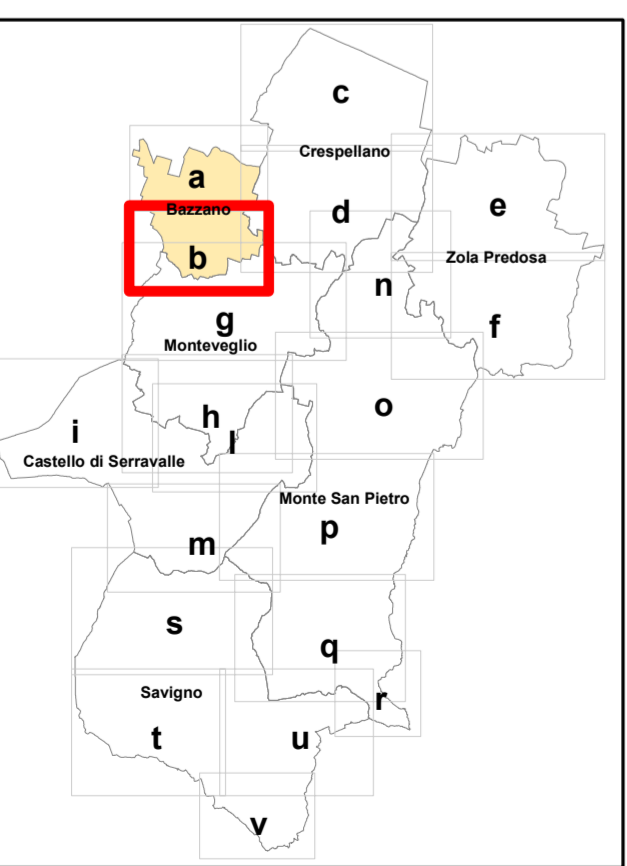 c
Crespellano
a
Bazzano
e
d
b
Zola Predosa
n
g
f
Monteveglio
o
h
i
l
Castello di Serravalle
Monte San Pietro
p
m
s
q
Savigno
r
t
u
v